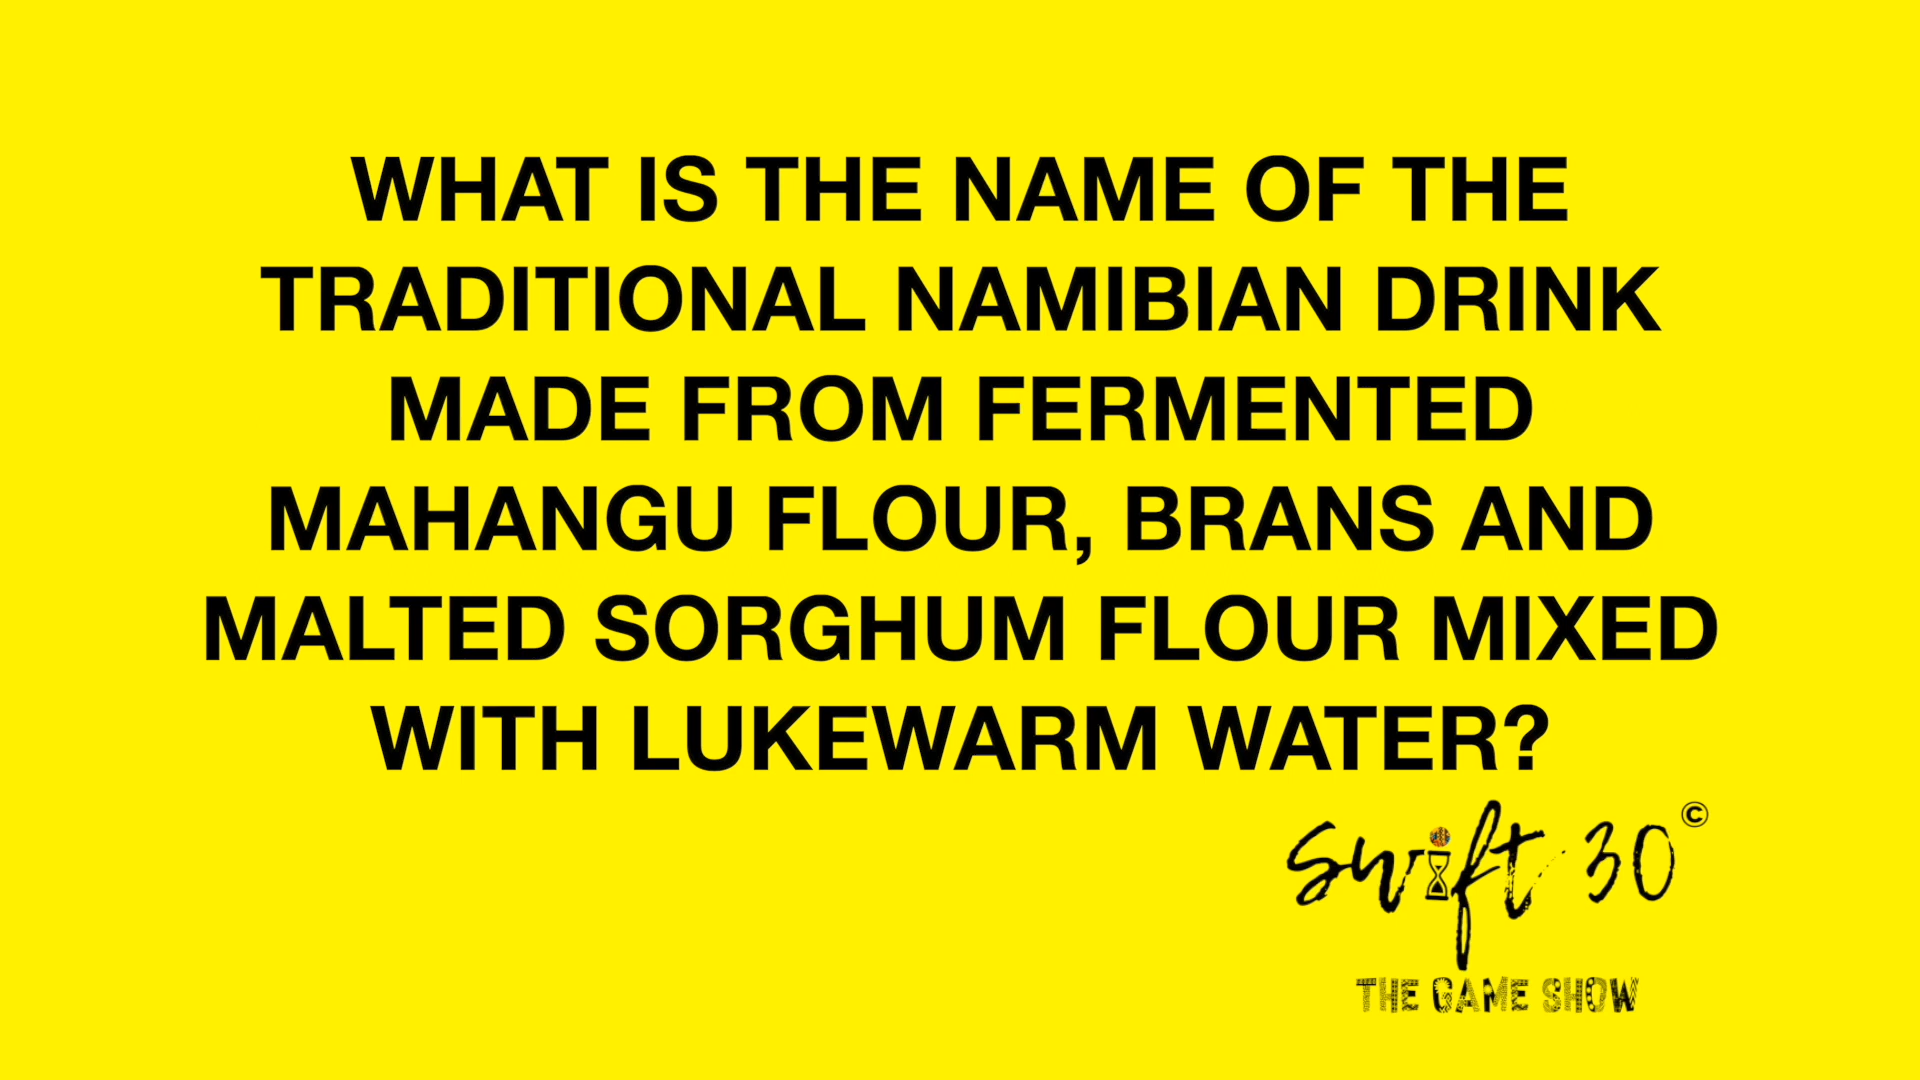 WHAT IS THE NAME OF THE
TRADITIONAL NAMIBIAN DRINK
MADE FROM FERMENTED
MAHANGU FLOUR, BRANS AND
MALTED SORGHUM FLOUR MIXED
WITH LUKEWARM WATER?
swift 30©
THE GAME SHOW